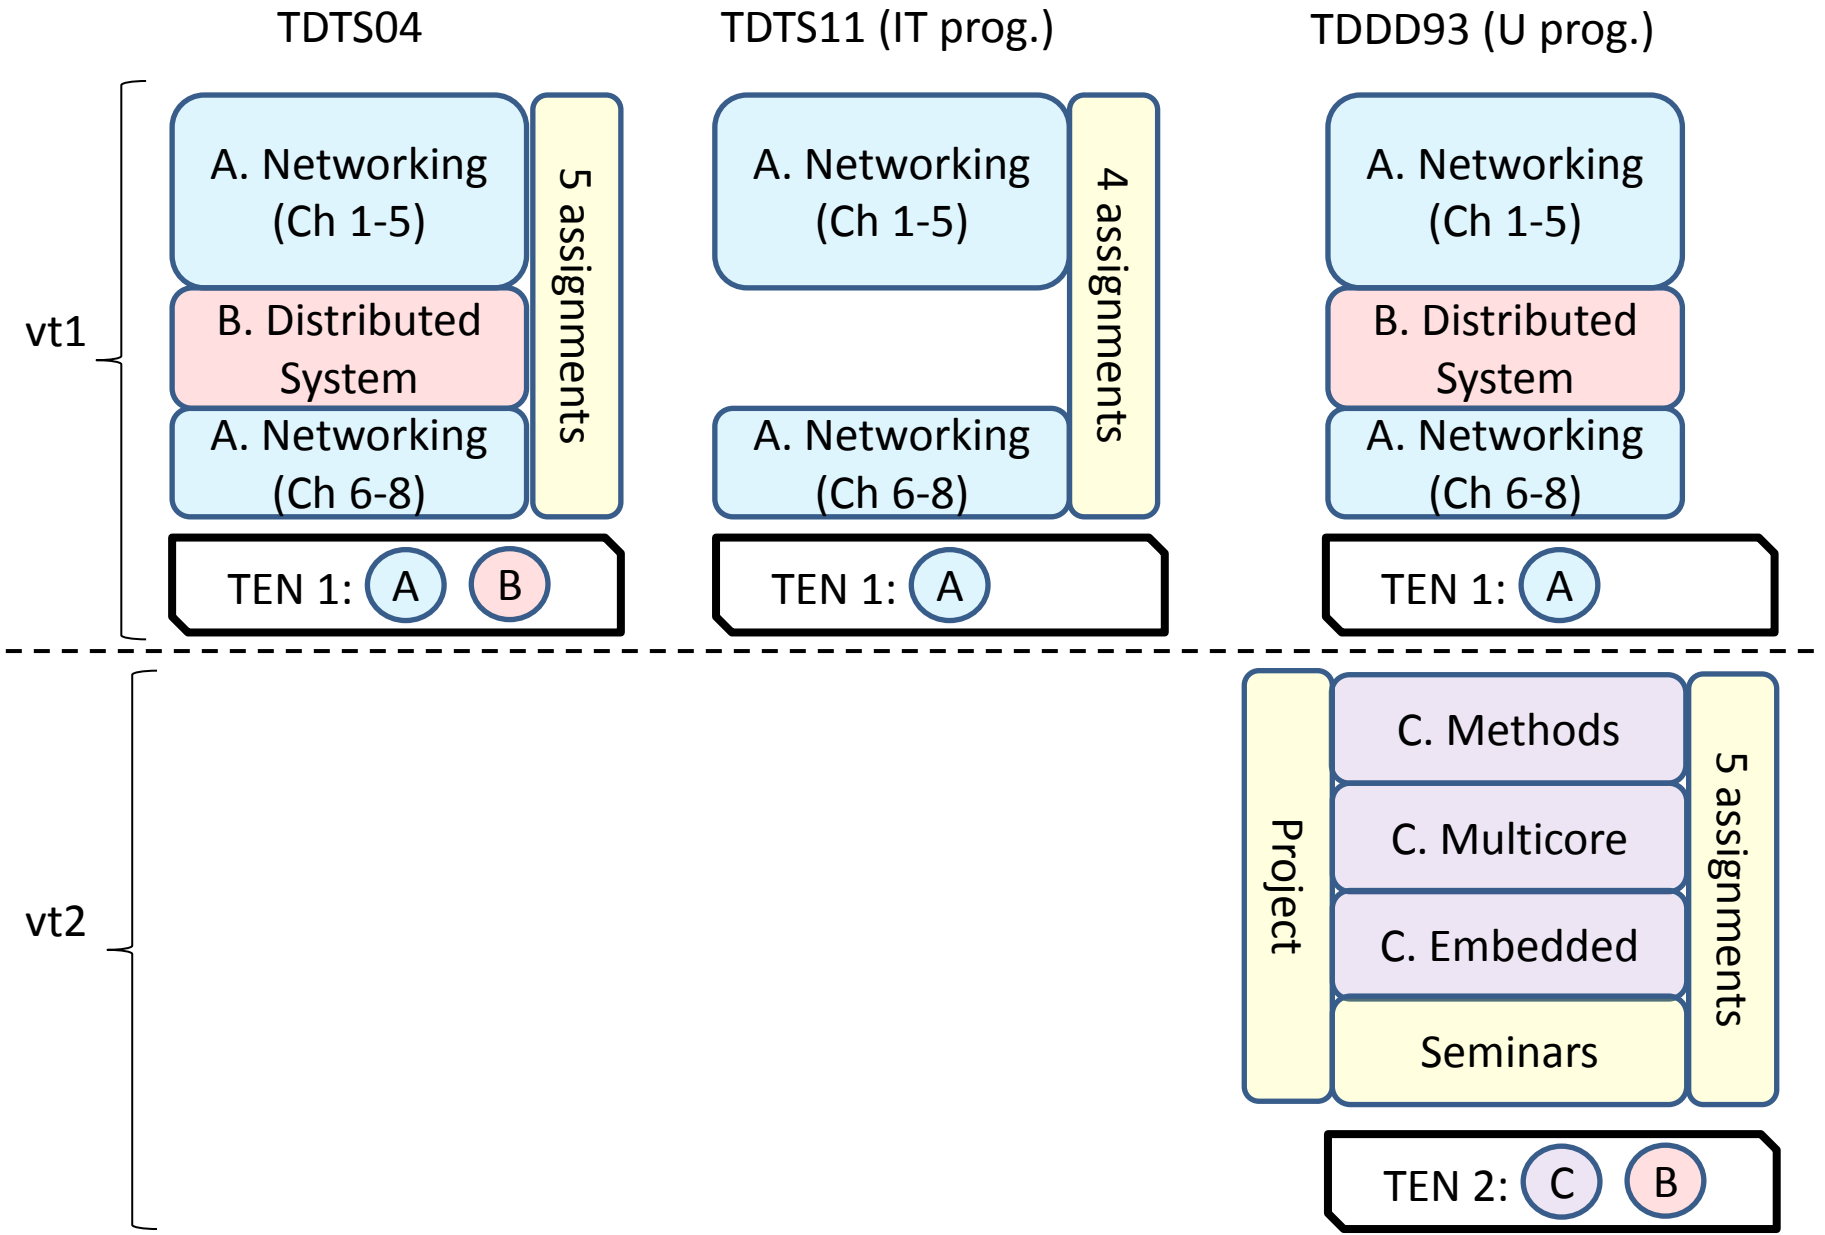 TDTS04
TDTS11 (IT prog.)
TDDD93 (U prog.)
vt1
A. Networking
(Ch 1-5)
B. Distributed
System
A. Networking
(Ch 6-8)
5 assignments
TEN 1: A B
A. Networking
(Ch 1-5)
A. Networking
(Ch 6-8)
4 assignments
TEN 1: A
A. Networking
(Ch 1-5)
B. Distributed
System
A. Networking
(Ch 6-8)
TEN 1: A
vt2
Project
C. Methods
C. Multicore
C. Embedded
Seminars
5 assignments
TEN 2: C B